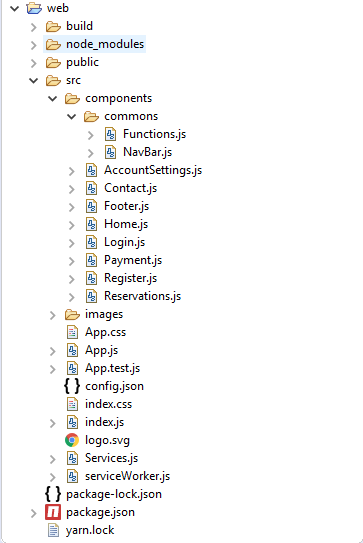 web
build
node_modules
public
src
components
commons
Functions.js
NavBar.js
AccountSettings.js
Contact.js
Footer.js
Home.js
Login.js
Payment.js
Register.js
Reservations.js
images
App.css
App.js
App.test.js
config.json
index.css
index.js
logo.svg
Services.js
serviceWorker.js
package-lock.json
package.json
yarn.lock